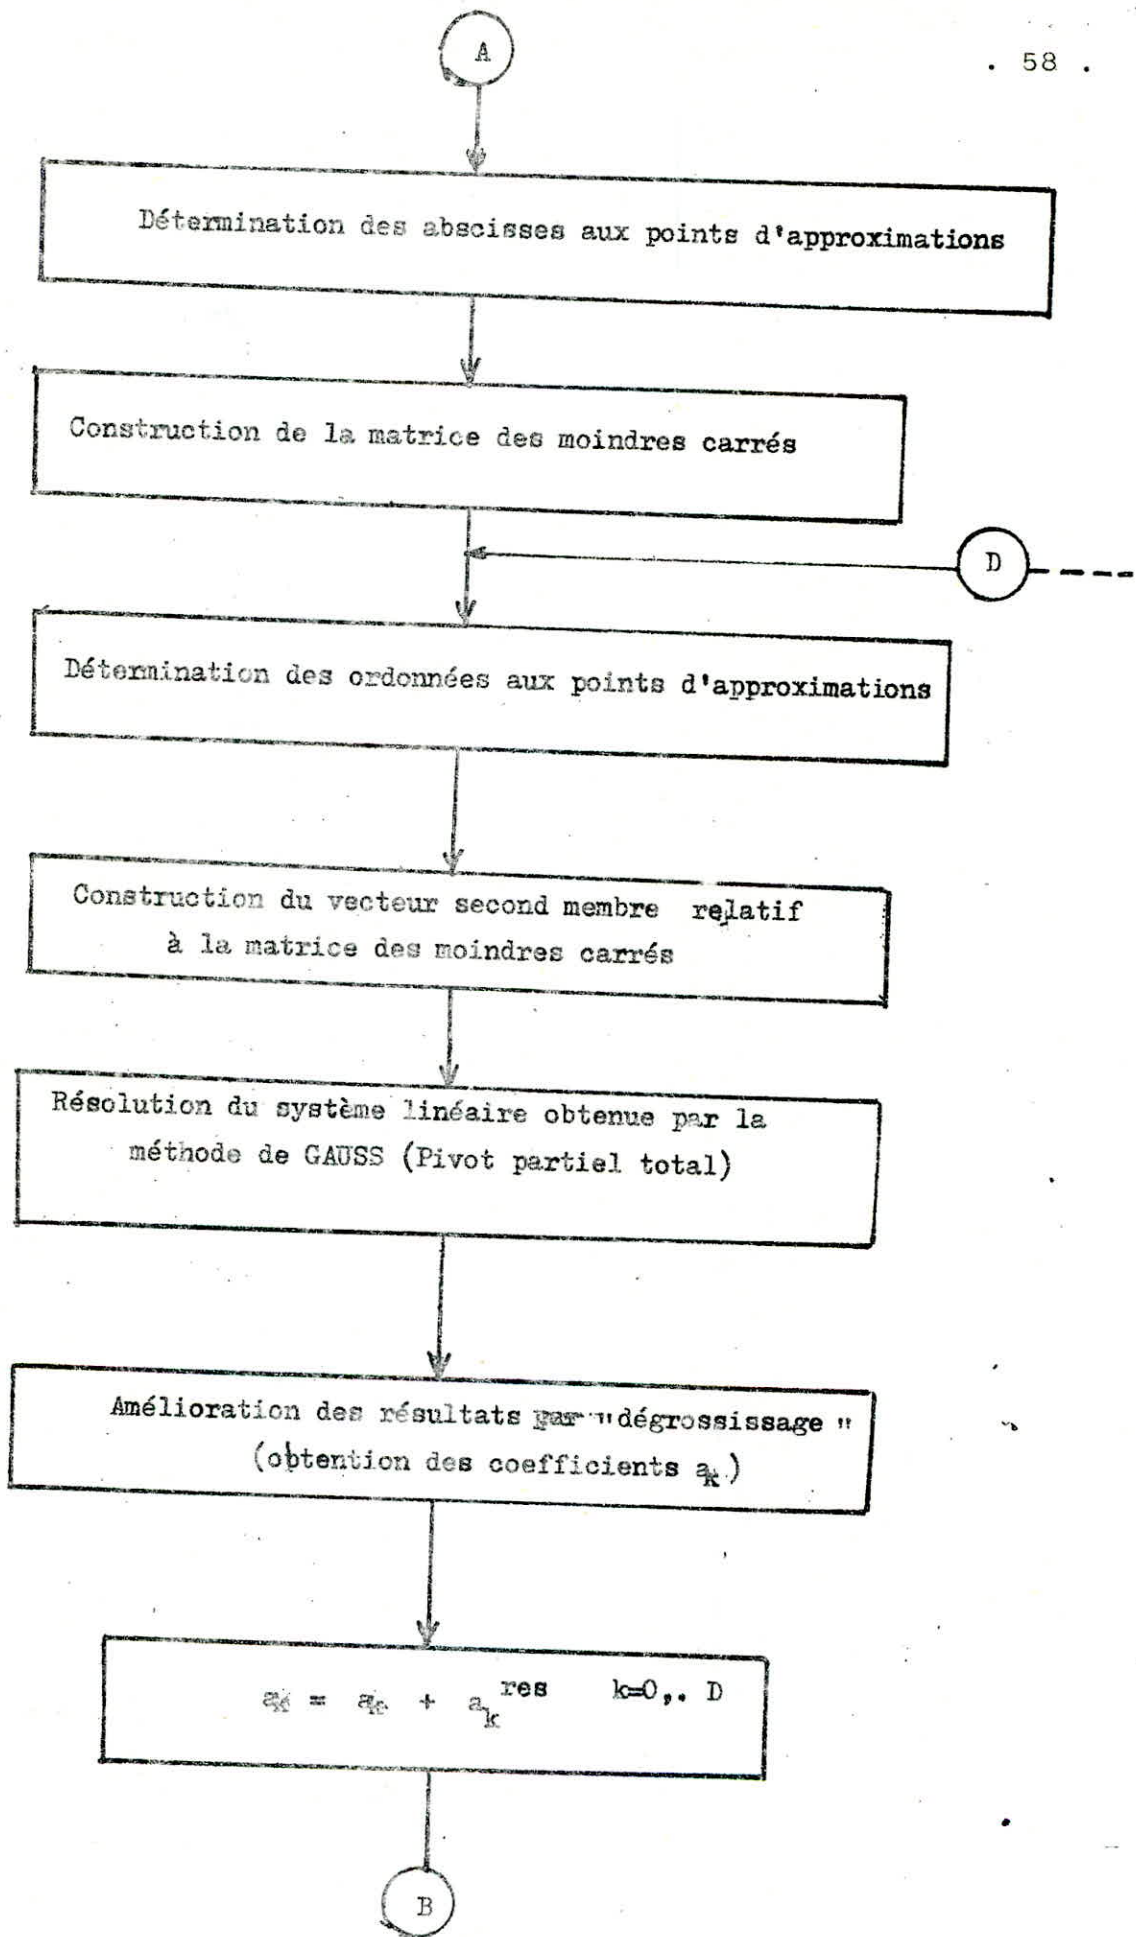 A
. 58 .
Détermination des abscisses aux points d'approximations
Construction de la matrice des moindres carrés
D
Détermination des ordonnées aux points d'approximations
Construction du vecteur second membre relatif
à la matrice des moindres carrés
Résolution du système linéaire obtenue par la
méthode de GAUSS (Pivot partiel total)
Amélioration des résultats par "dégrossissage"
(obtention des coefficients a_k)
a_k = a_k + a_k^res k=0,. D
B